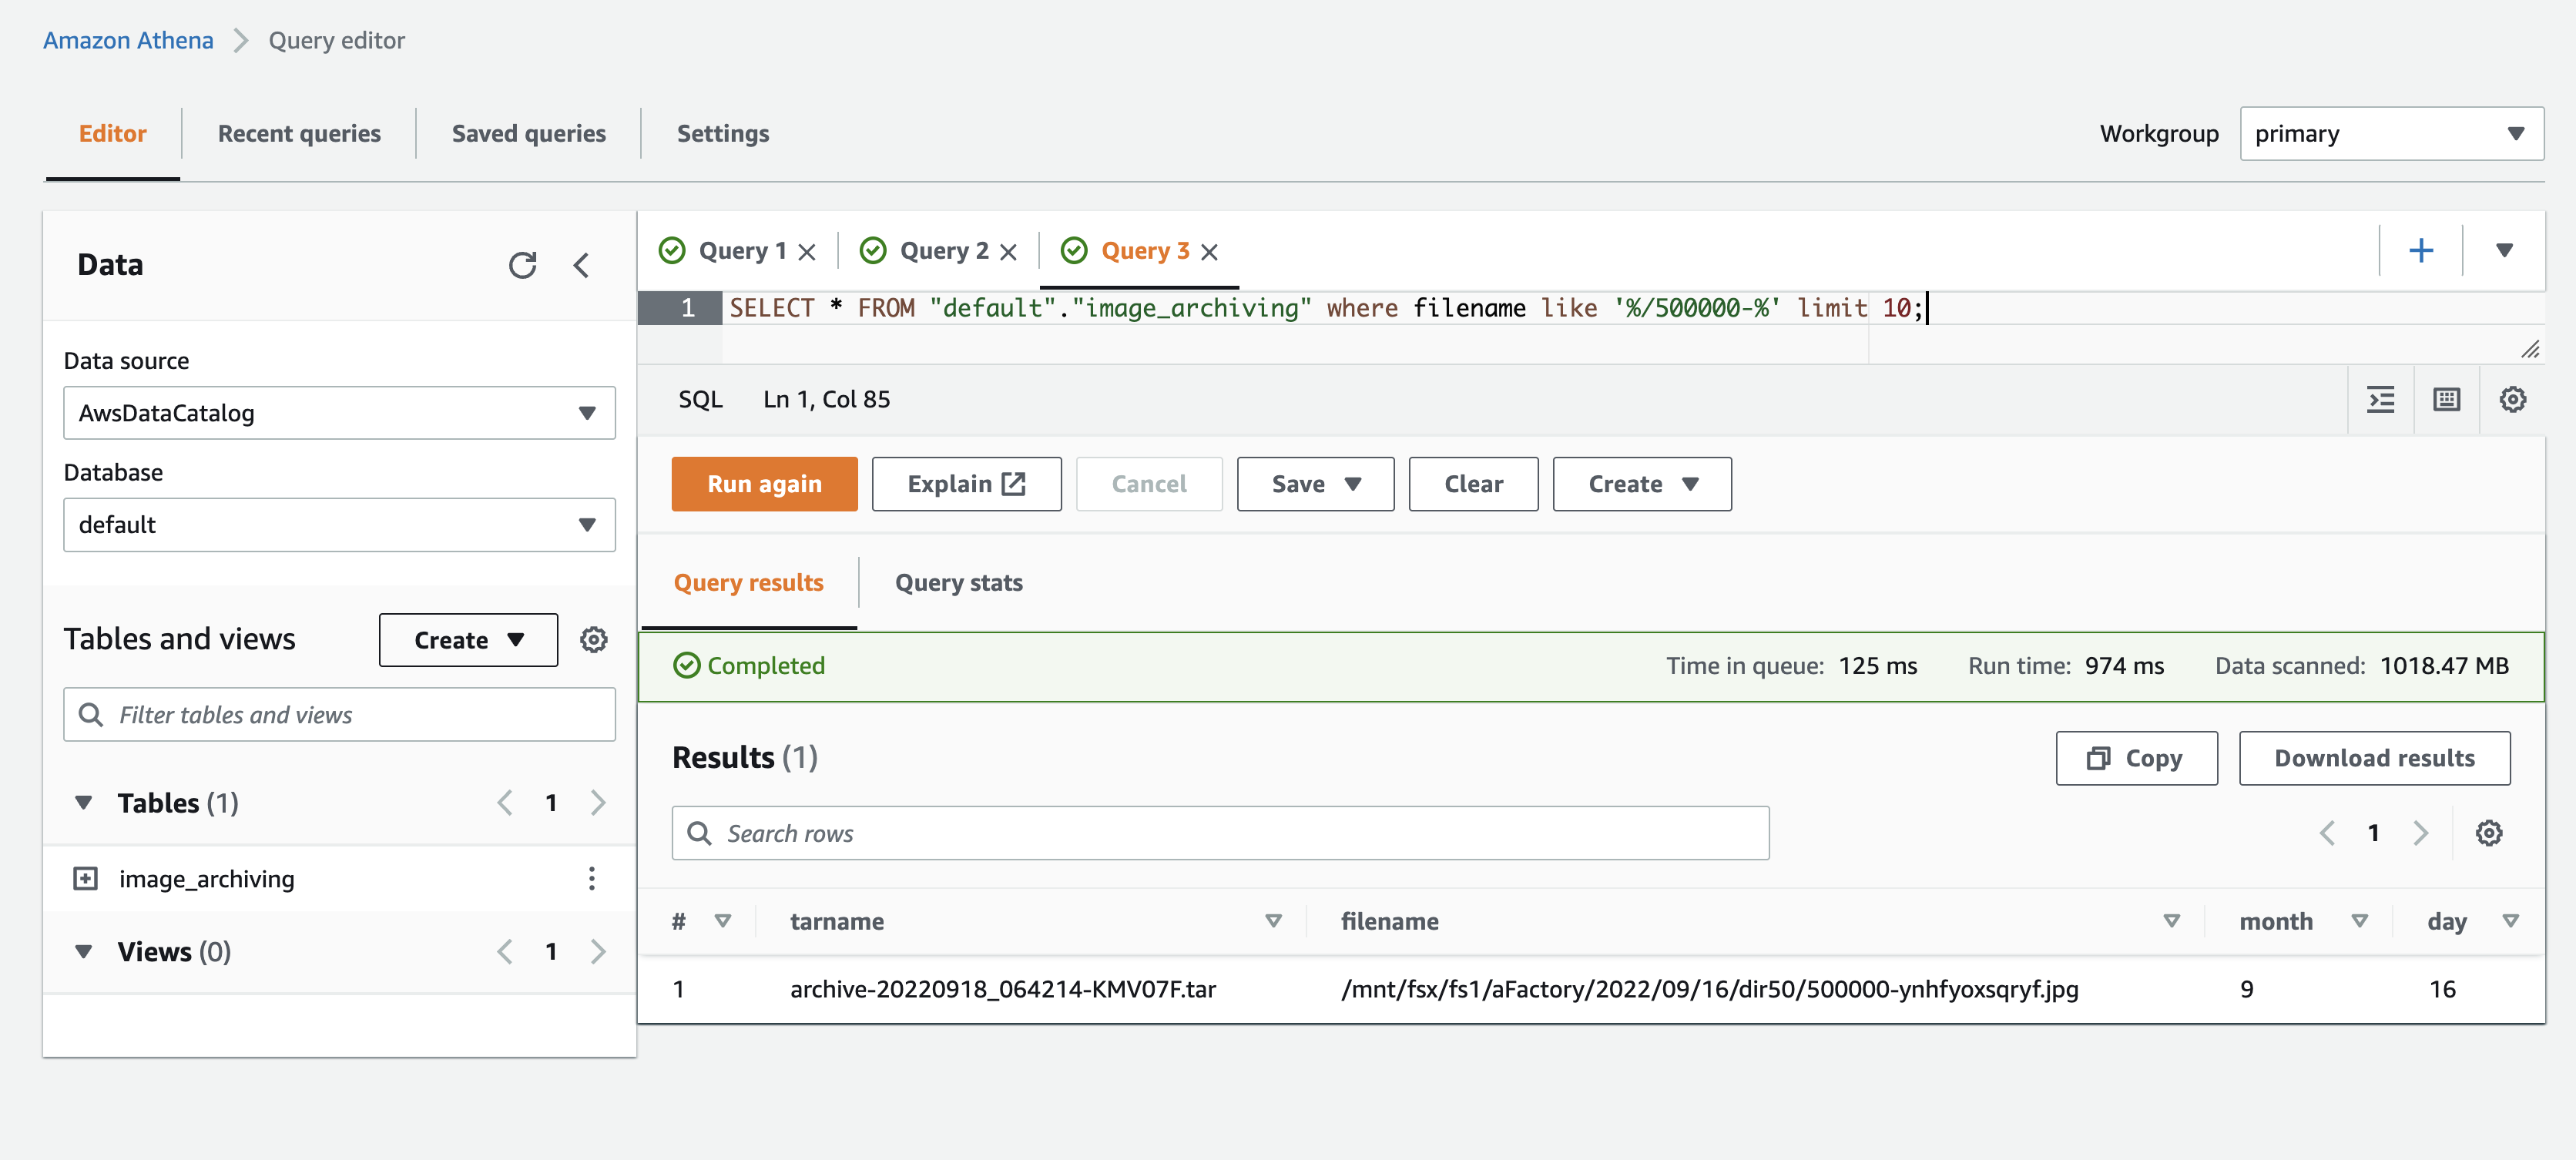 Amazon Athena > Query editor
Editor Recent queries Saved queries Settings Workgroup primary
Data
Data source
AwsDataCatalog
Database
default
Tables and views Create
Filter tables and views
Tables (1) 1
image_archiving
Views (0) 1
Query 1 Query 2 Query 3
1 SELECT * FROM "default"."image_archiving" where filename like '%/500000-%' limit 10;
SQL Ln 1, Col 85
Run again Explain Cancel Save Clear Create
Query results Query stats
Completed Time in queue: 125 ms Run time: 974 ms Data scanned: 1018.47 MB
Results (1) Copy Download results
Search rows 1
# tarname filename month day
1 archive-20220918_064214-KMV07F.tar /mnt/fsx/fs1/aFactory/2022/09/16/dir50/500000-ynhfyoxsqryf.jpg 9 16